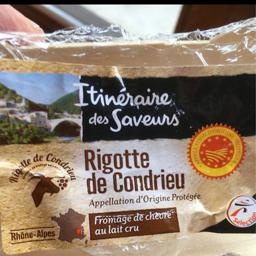 Itinéraire
des Saveurs
Rigotte de Condrieu
Rigotte
de Condrieu
Appellation d'Origine Protégée
Fromage de chèvre
au lait cru
Rhône-Alpes